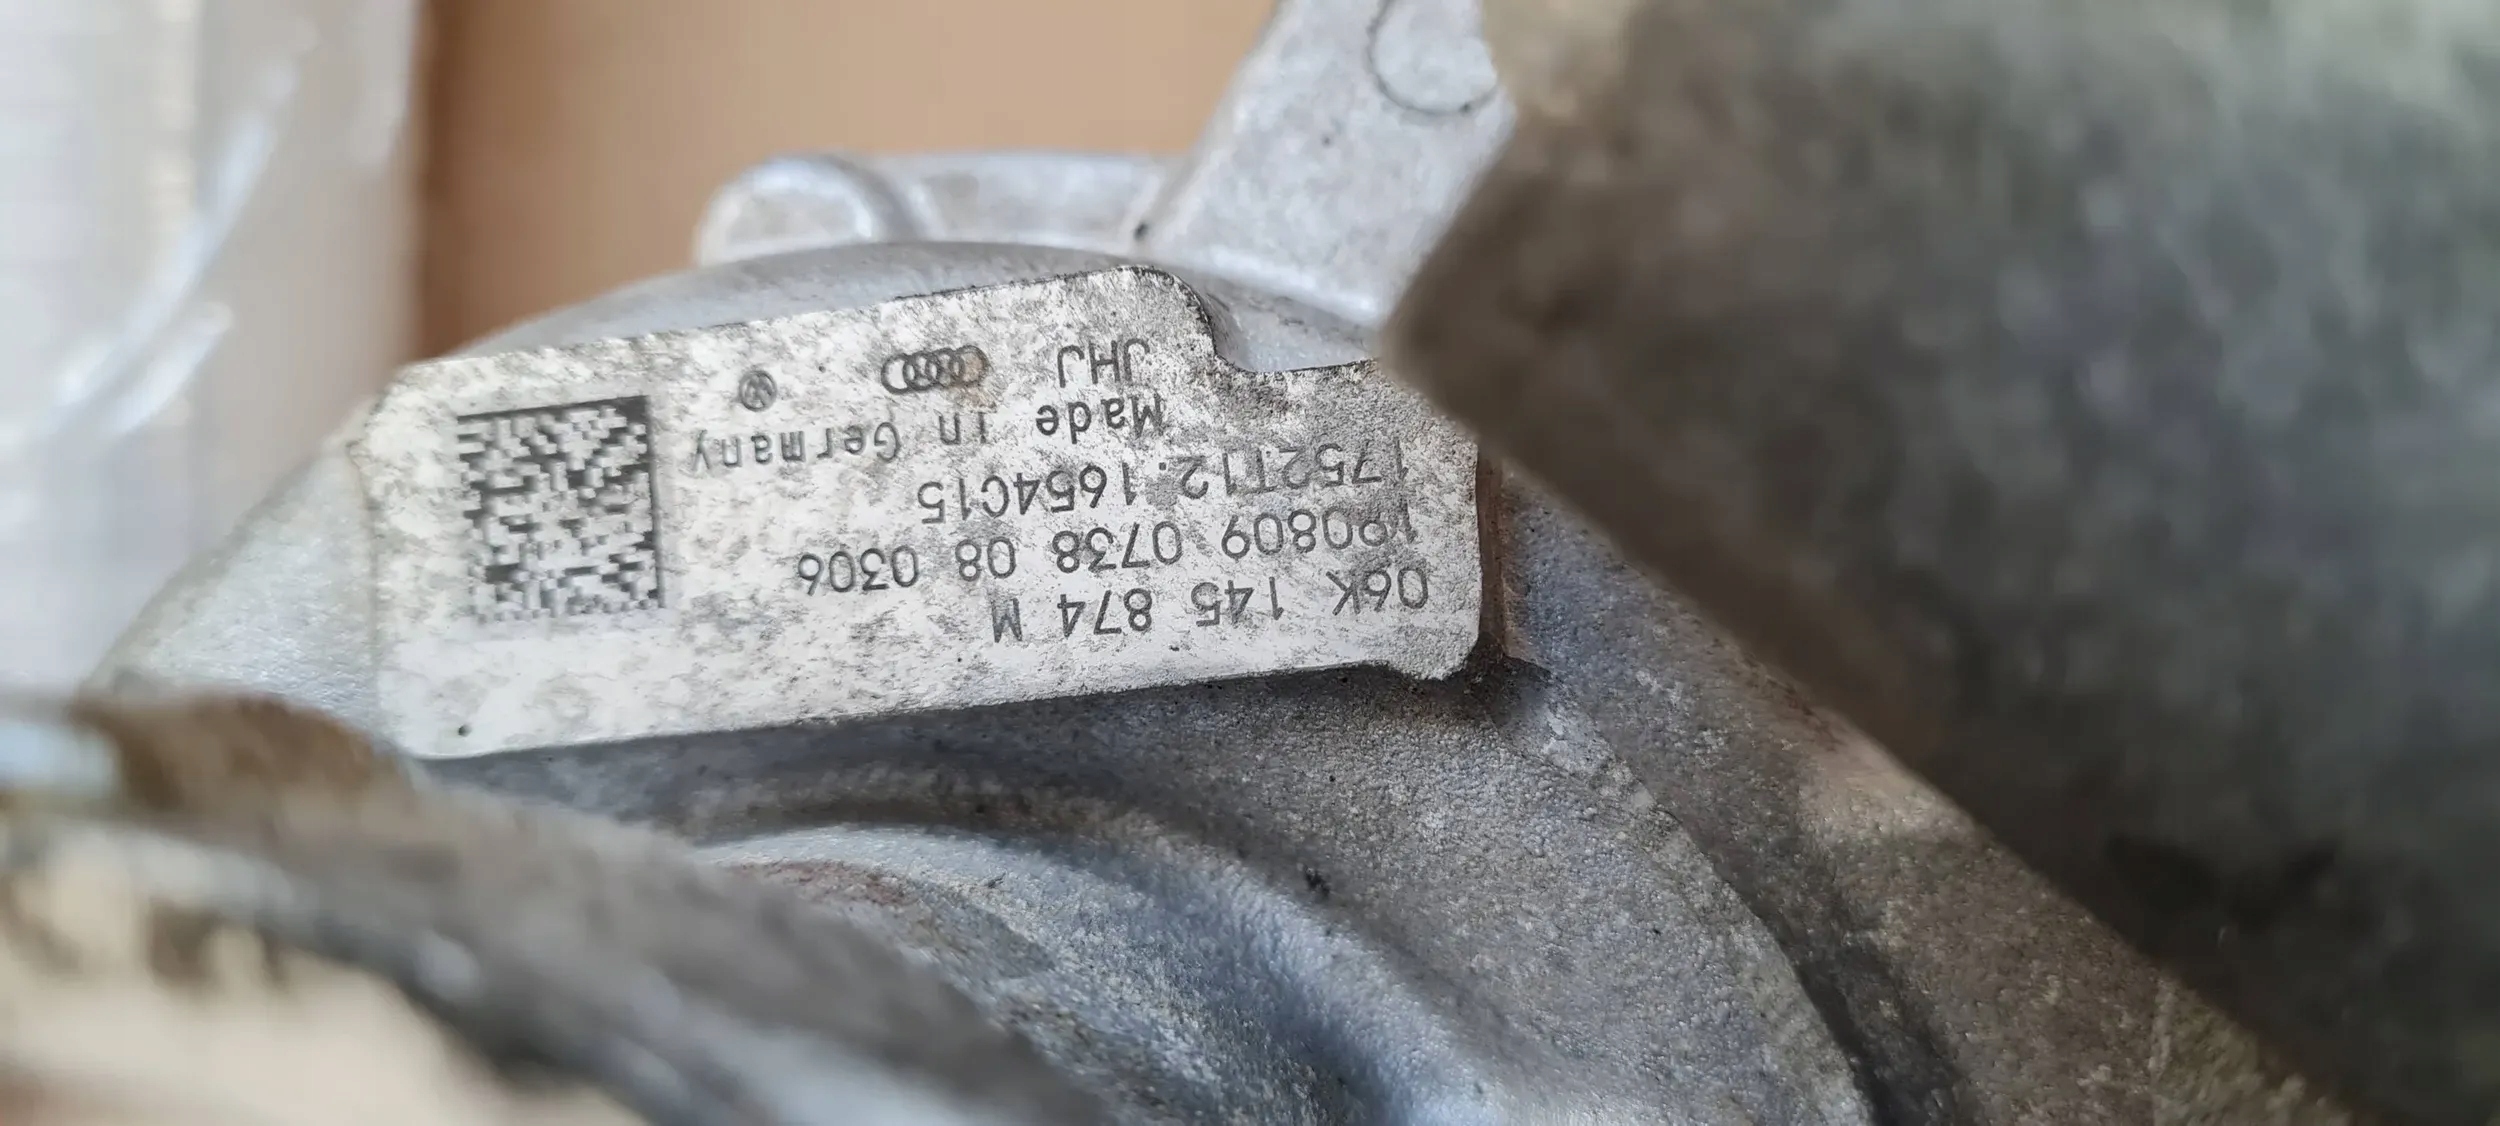 06K 145 874 M
190809 0738 08 0306
1752T12.1654C15
Made in Germany
JHJ